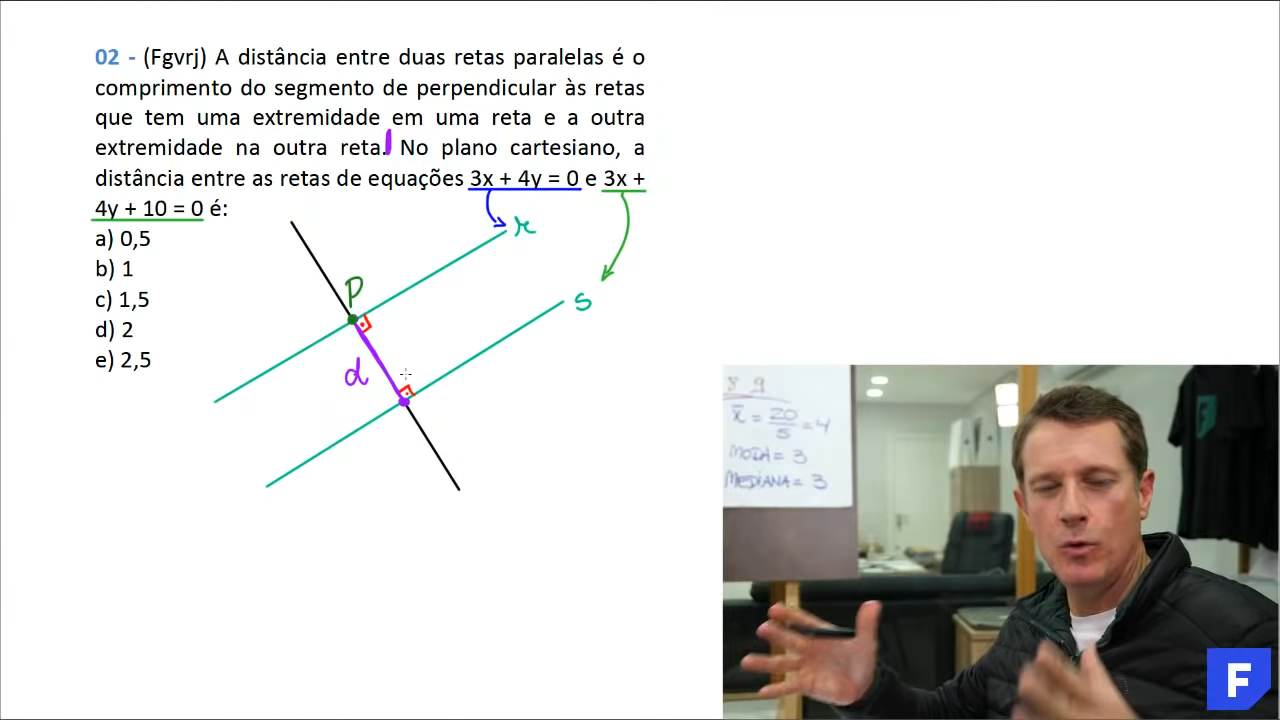 02 - (Fgvrj) A distância entre duas retas paralelas é o
comprimento do segmento de perpendicular às retas
que tem uma extremidade em uma reta e a outra
extremidade na outra reta. No plano cartesiano, a
distância entre as retas de equações 3x + 4y = 0 e 3x +
4y + 10 = 0 é:
a) 0,5
b) 1
c) 1,5
d) 2
e) 2,5
r
s
P
d
8 9
x̄ = 20/5 = 4
MODA = 3
MEDIANA = 3
F